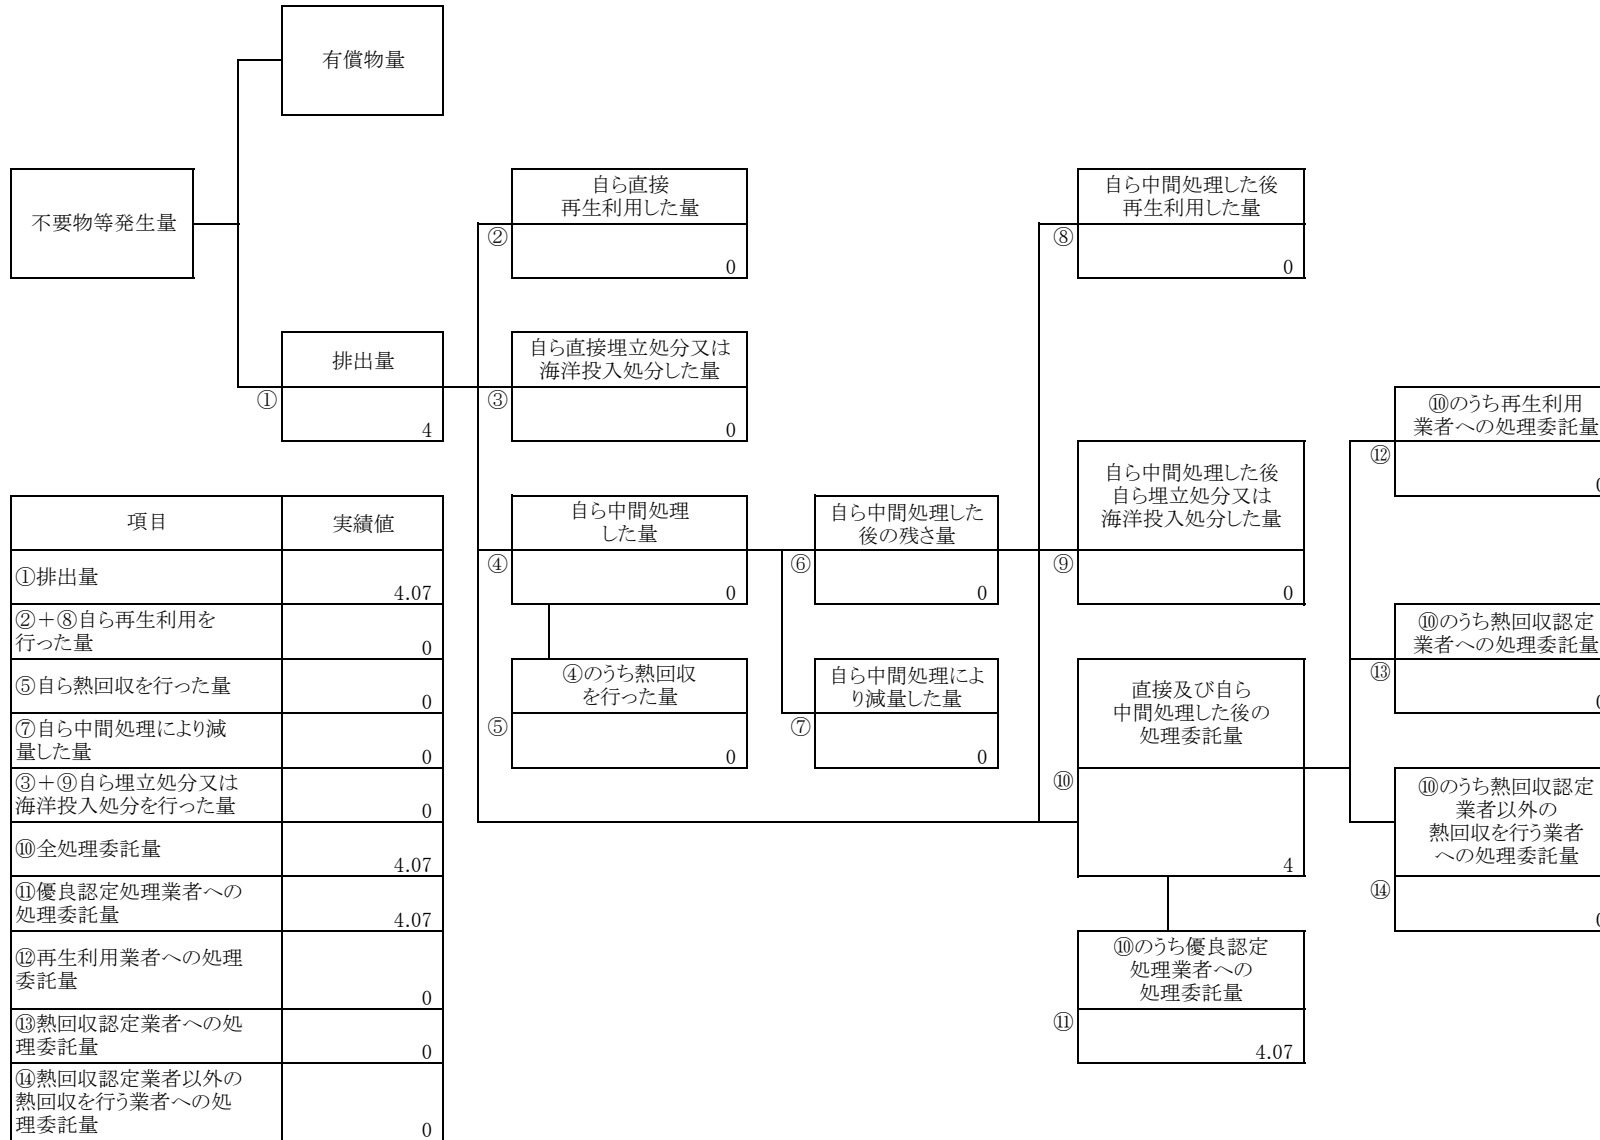 有償物量
不要物等発生量
自ら直接
再生利用した量
②
0
自ら中間処理した後
再生利用した量
⑧
0
排出量
①
4
自ら直接埋立処分又は
海洋投入処分した量
③
0
⑩のうち再生利用
業者への処理委託量
⑫
0
自ら中間処理
した量
④
0
自ら中間処理した
後の残さ量
⑥
0
自ら中間処理した後
自ら埋立処分又は
海洋投入処分した量
⑨
0
⑩のうち熱回収認定
業者への処理委託量
⑬
0
④のうち熱回収
を行った量
⑤
0
自ら中間処理によ
り減量した量
⑦
0
直接及び自ら
中間処理した後の
処理委託量
⑩
4
⑩のうち熱回収認定
業者以外の
熱回収を行う業者
への処理委託量
⑭
0
⑩のうち優良認定
処理業者への
処理委託量
⑪
4.07
項目 実績値
①排出量 4.07
②＋⑧自ら再生利用を
行った量 0
⑤自ら熱回収を行った量 0
⑦自ら中間処理により減
量した量 0
③＋⑨自ら埋立処分又は
海洋投入処分を行った量 0
⑩全処理委託量 4.07
⑪優良認定処理業者への
処理委託量 4.07
⑫再生利用業者への処理
委託量 0
⑬熱回収認定業者への処
理委託量 0
⑭熱回収認定業者以外の
熱回収を行う業者への処
理委託量 0